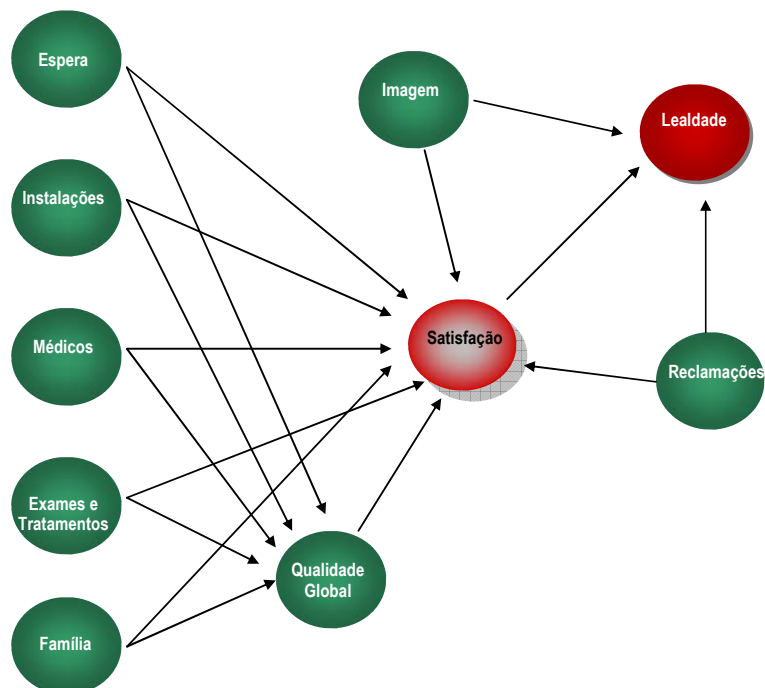 Espera
Imagem
Lealdade
Instalações
Satisfação
Médicos
Reclamações
Exames e
Tratamentos
Qualidade
Global
Família